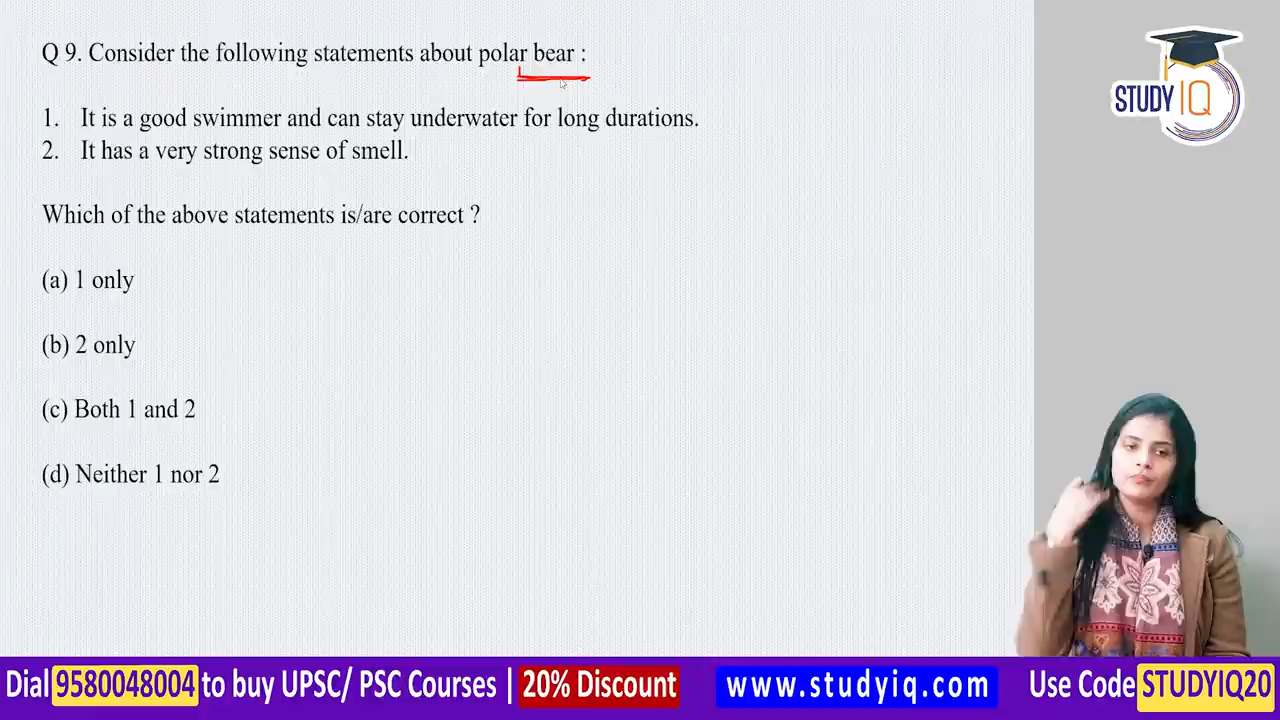 Q 9. Consider the following statements about polar bear :
1. It is a good swimmer and can stay underwater for long durations.
2. It has a very strong sense of smell.
Which of the above statements is/are correct ?
(a) 1 only
(b) 2 only
(c) Both 1 and 2
(d) Neither 1 nor 2
STUDY IQ
Dial 9580048004 to buy UPSC/ PSC Courses | 20% Discount www.studyiq.com Use Code STUDYIQ20